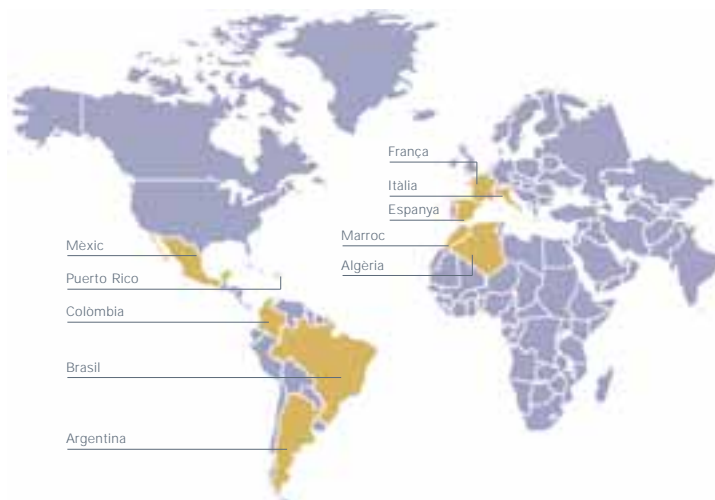 França
Itàlia
Espanya
Marroc
Algèria
Mèxic
Puerto Rico
Colòmbia
Brasil
Argentina